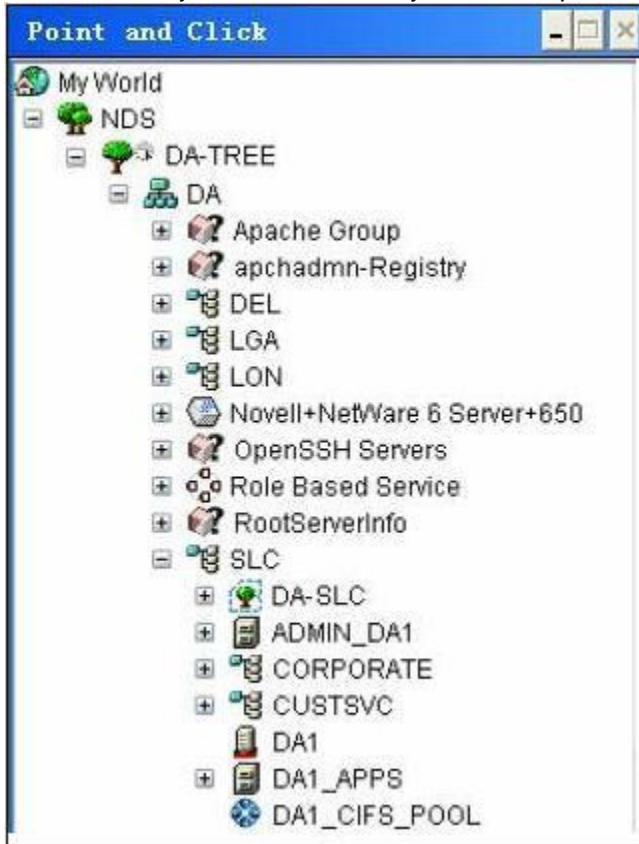 Point and Click
My World
NDS
DA-TREE
DA
Apache Group
apchadmn-Registry
DEL
LGA
LON
Novell+NetWare 6 Server+650
OpenSSH Servers
Role Based Service
RootServerInfo
SLC
DA-SLC
ADMIN_DA1
CORPORATE
CUSTSVC
DA1
DA1_APPS
DA1_CIFS_POOL